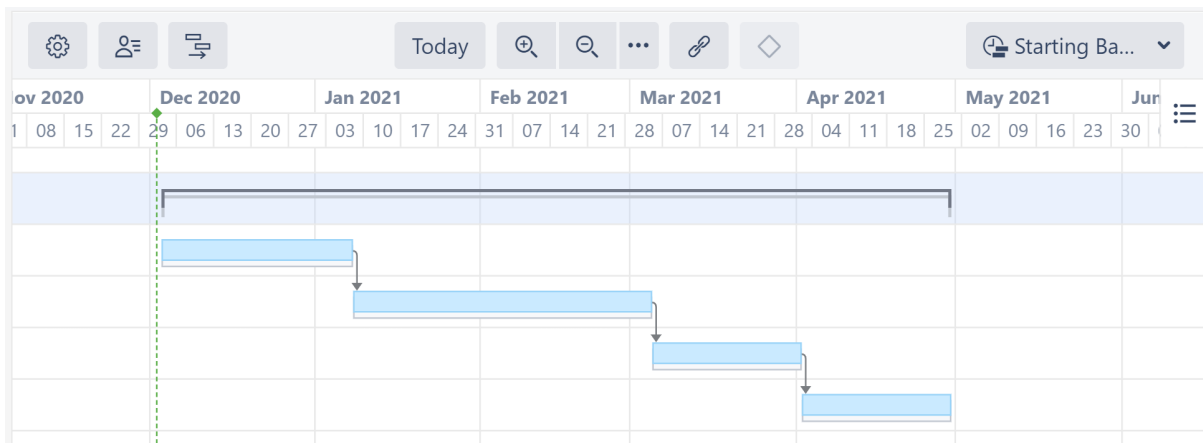 Today ••• Starting Ba...
ov 2020 Dec 2020 Jan 2021 Feb 2021 Mar 2021 Apr 2021 May 2021 Jun
1 08 15 22 29 06 13 20 27 03 10 17 24 31 07 14 21 28 07 14 21 28 04 11 18 25 02 09 16 23 30